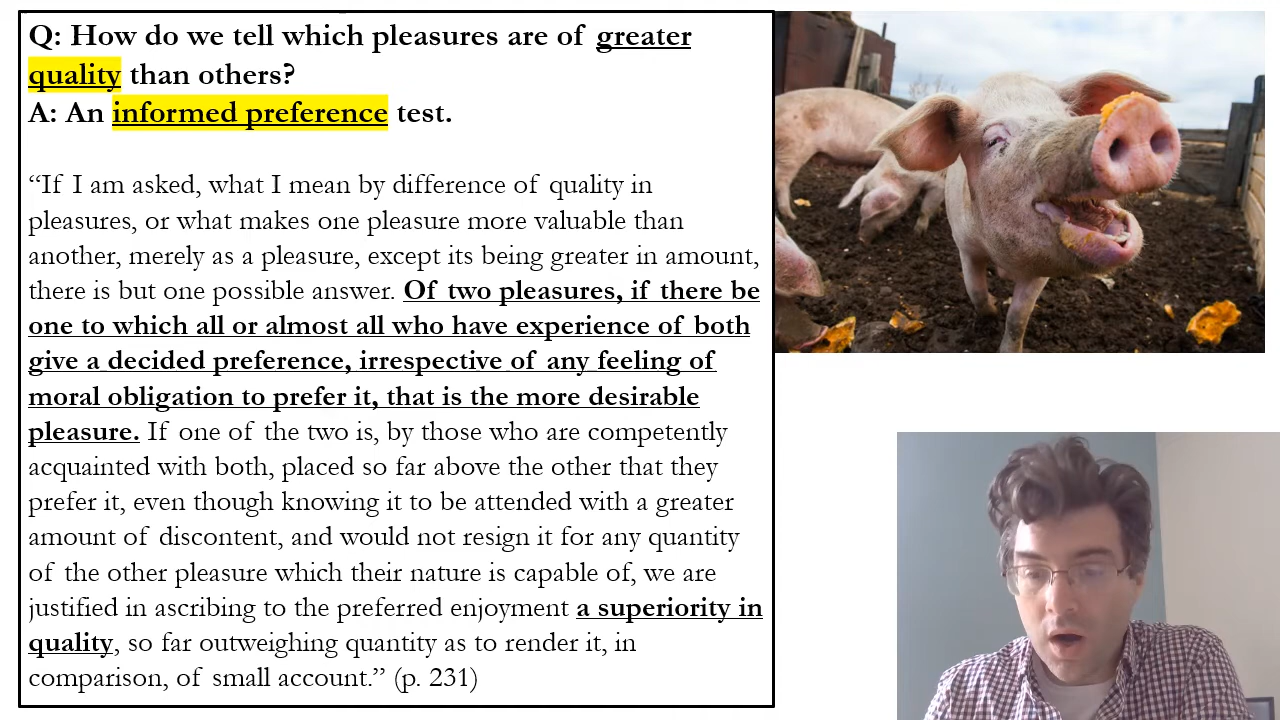 Q: How do we tell which pleasures are of greater
quality than others?
A: An informed preference test.
“If I am asked, what I mean by difference of quality in
pleasures, or what makes one pleasure more valuable than
another, merely as a pleasure, except its being greater in amount,
there is but one possible answer. Of two pleasures, if there be
one to which all or almost all who have experience of both
give a decided preference, irrespective of any feeling of
moral obligation to prefer it, that is the more desirable
pleasure. If one of the two is, by those who are competently
acquainted with both, placed so far above the other that they
prefer it, even though knowing it to be attended with a greater
amount of discontent, and would not resign it for any quantity
of the other pleasure which their nature is capable of, we are
justified in ascribing to the preferred enjoyment a superiority in
quality, so far outweighing quantity as to render it, in
comparison, of small account.” (p. 231)